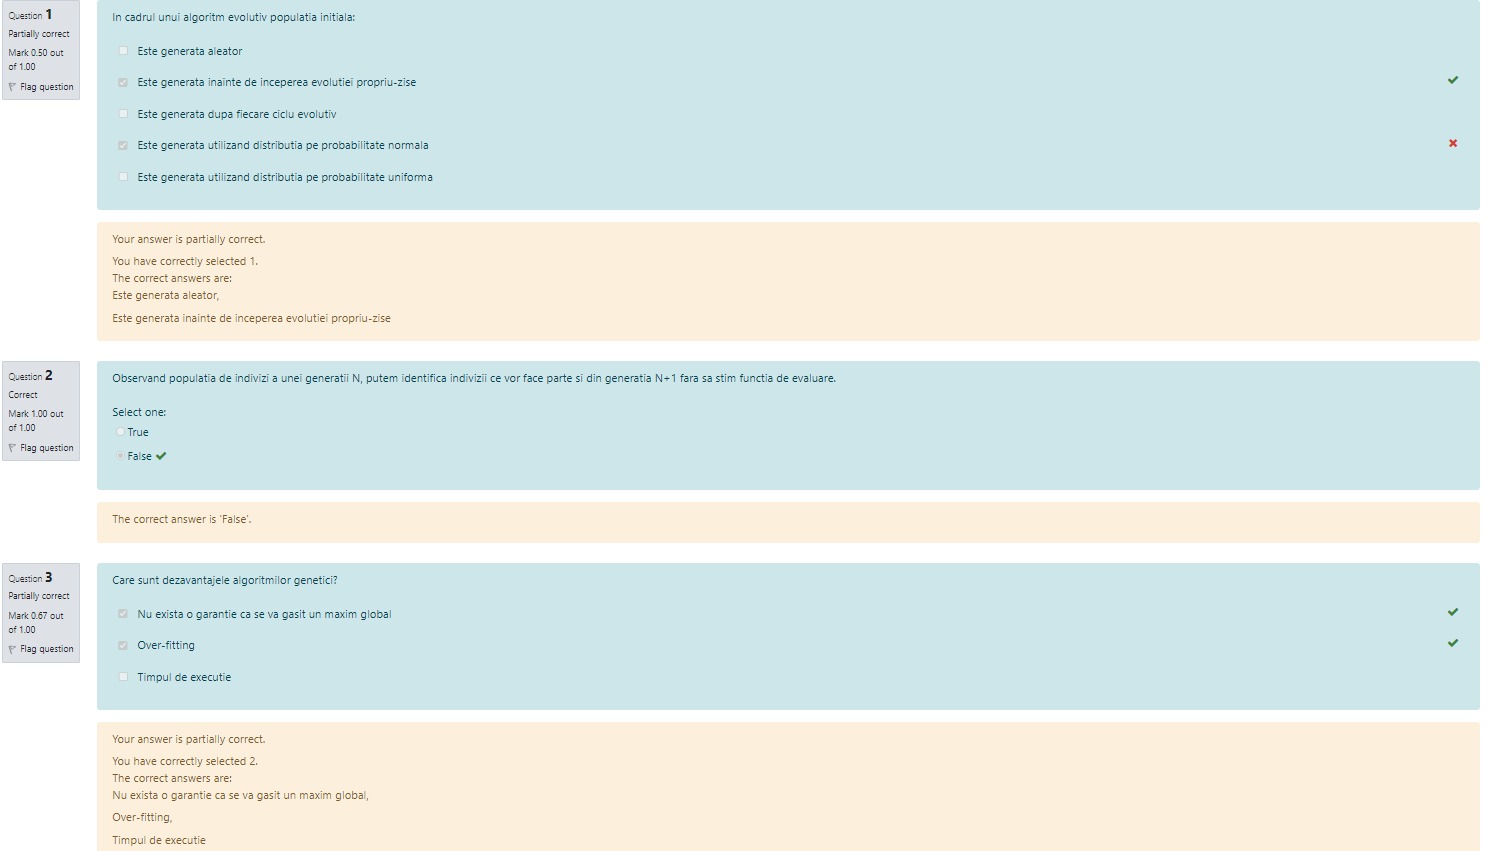 Question 1
Partially correct
Mark 0.50 out
of 1.00
Flag question
In cadrul unui algoritm evolutiv populatia initiala:
Este generata aleator
Este generata inainte de inceperea evolutiei propriu-zise
Este generata dupa fiecare ciclu evolutiv
Este generata utilizand distributia pe probabilitate normala
Este generata utilizand distributia pe probabilitate uniforma
Your answer is partially correct.
You have correctly selected 1.
The correct answers are:
Este generata aleator,
Este generata inainte de inceperea evolutiei propriu-zise
Question 2
Correct
Mark 1.00 out
of 1.00
Flag question
Observand populatia de indivizi a unei generatii N, putem identifica indivizii ce vor face parte si din generatia N+1 fara sa stim functia de evaluare.
Select one:
True
False
The correct answer is 'False'.
Question 3
Partially correct
Mark 0.67 out
of 1.00
Flag question
Care sunt dezavantajele algoritmilor genetici?
Nu exista o garantie ca se va gasit un maxim global
Over-fitting
Timpul de executie
Your answer is partially correct.
You have correctly selected 2.
The correct answers are:
Nu exista o garantie ca se va gasit un maxim global,
Over-fitting,
Timpul de executie